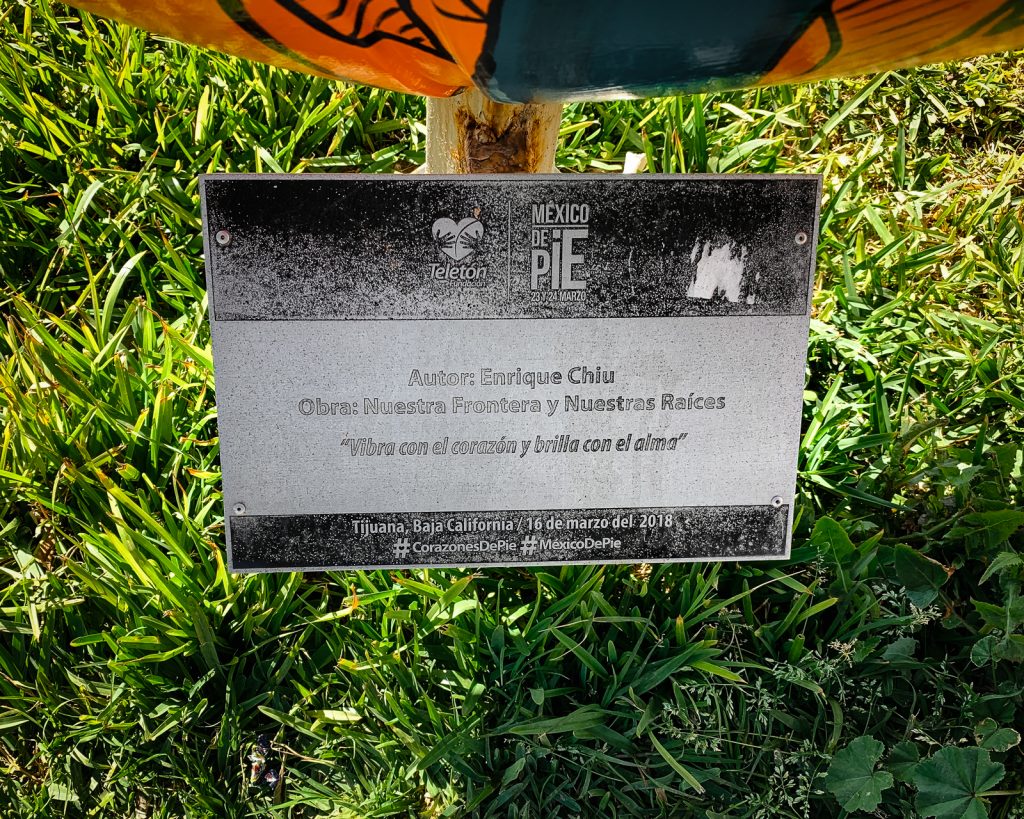 Teletón
MÉXICO
DE
PiE
23 Y 24 MARZO
Autor: Enrique Chiu
Obra: Nuestra Frontera y Nuestras Raíces
“Vibra con el corazón y brilla con el alma”
Tijuana, Baja California / 16 de marzo del 2018
#CorazonesDePie #MéxicoDePie